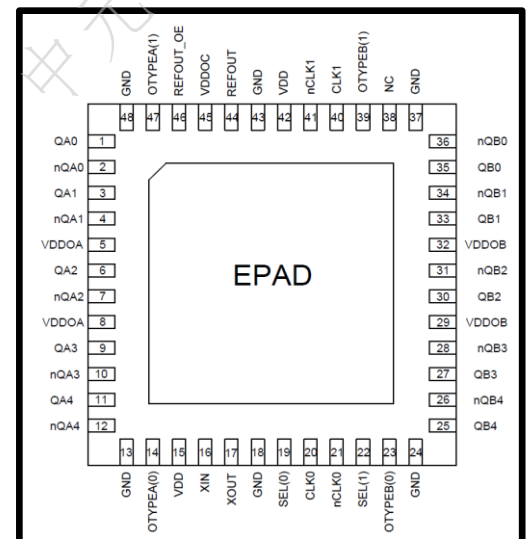 中元
GND
OTYPEA(1)
REFOUT_OE
VDDOC
REFOUT
GND
VDD
nCLK1
CLK1
OTYPEB(1)
NC
GND
48 47 46 45 44 43 42 41 40 39 38 37
QA0 1 36 nQB0
nQA0 2 35 QB0
QA1 3 34 nQB1
nQA1 4 33 QB1
VDDOA 5 32 VDDOB
QA2 6 31 nQB2
EPAD
nQA2 7 30 QB2
VDDOA 8 29 VDDOB
QA3 9 28 nQB3
nQA3 10 27 QB3
QA4 11 26 nQB4
nQA4 12 25 QB4
13 14 15 16 17 18 19 20 21 22 23 24
GND
OTYPEA(0)
VDD
XIN
XOUT
GND
SEL(0)
CLK0
nCLK0
SEL(1)
OTYPEB(0)
GND